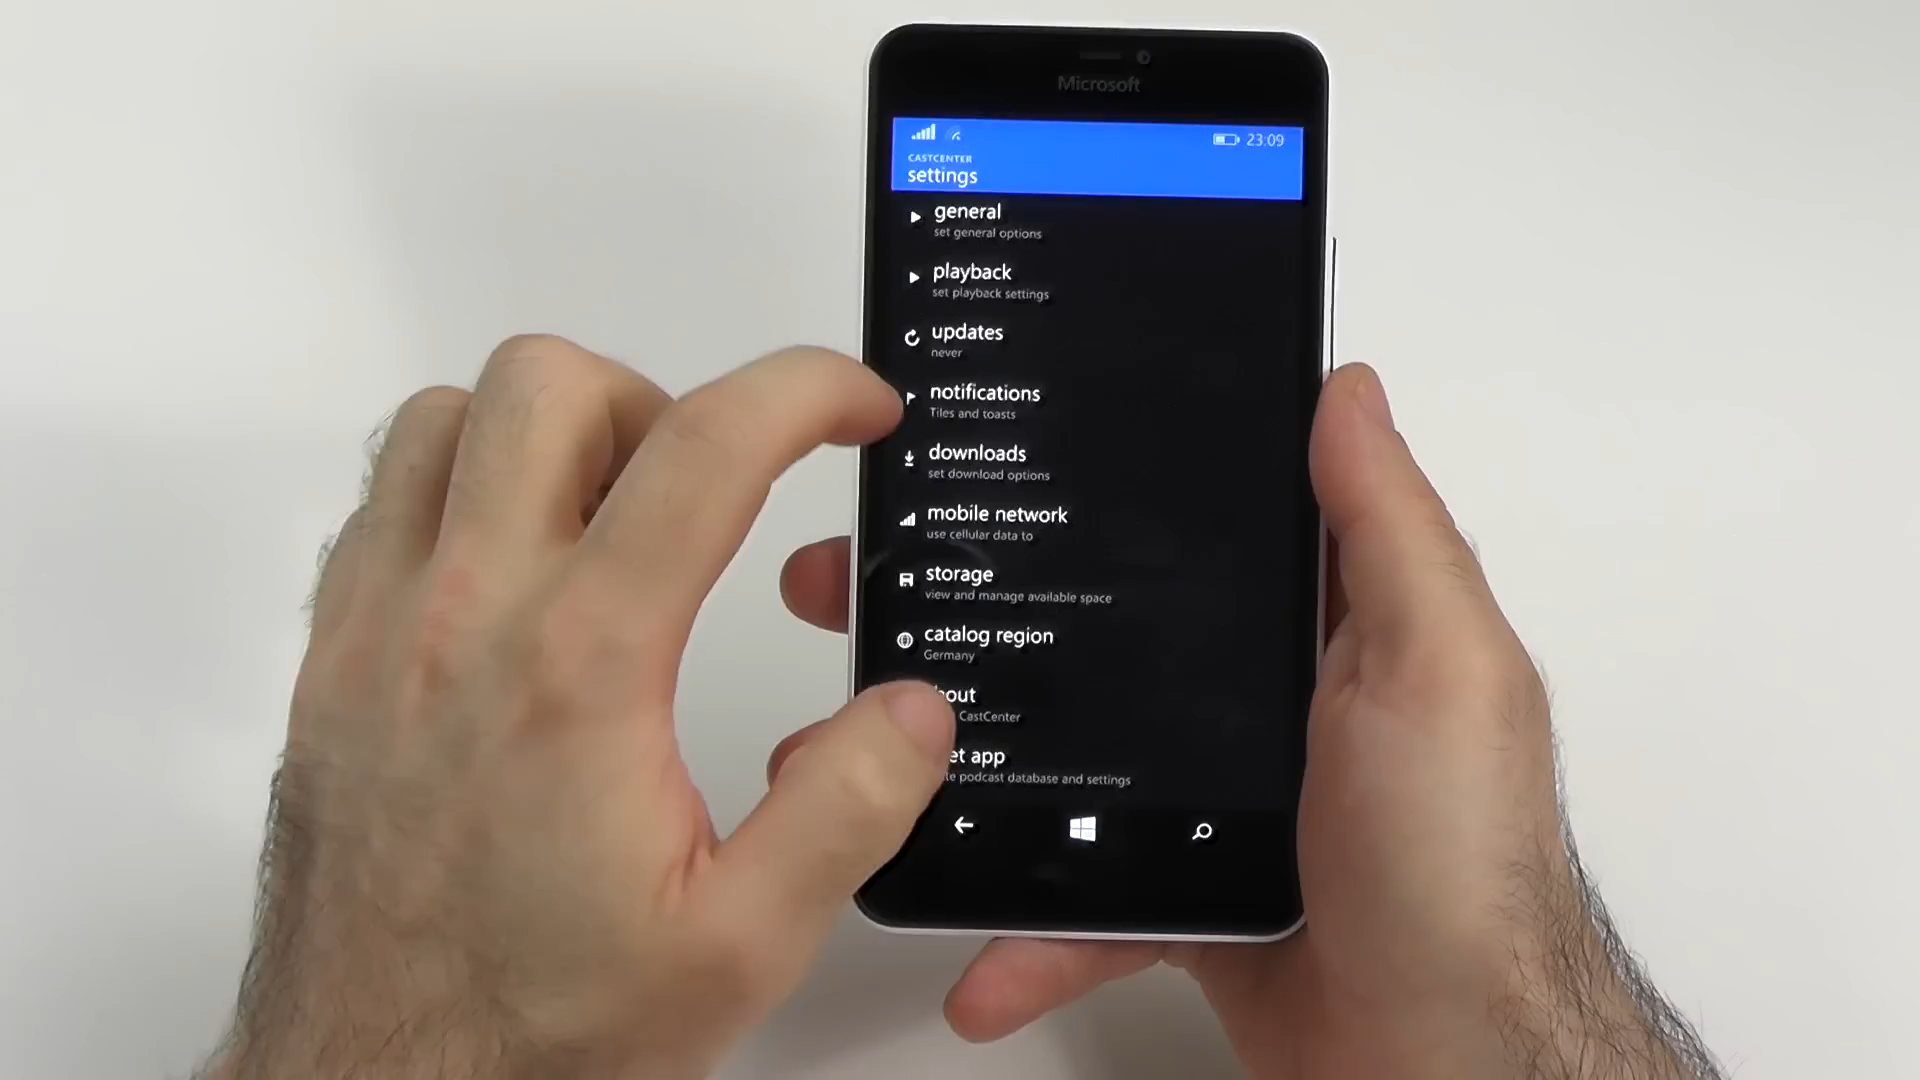 Microsoft
23:09
CASTCENTER
settings
general
set general options
playback
set playback settings
updates
never
notifications
Tiles and toasts
downloads
set download options
mobile network
use cellular data to
storage
view and manage available space
catalog region
Germany
CastCenter
app
podcast database and settings